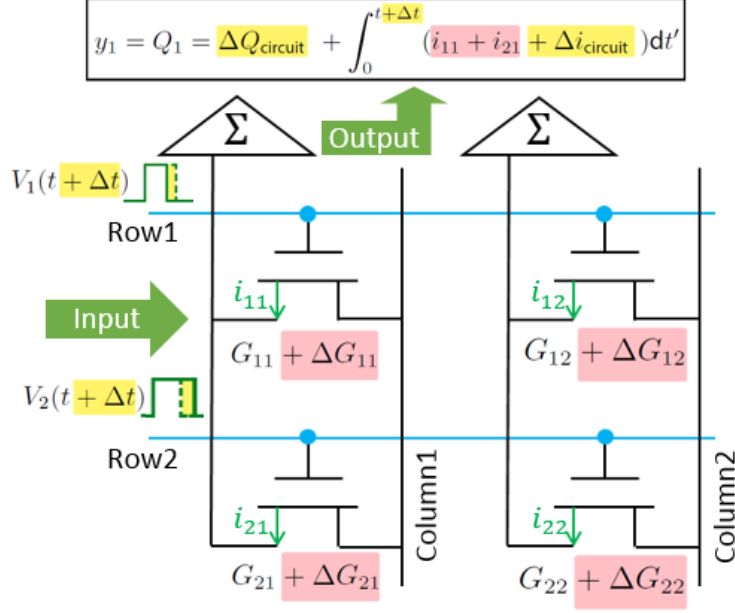 y₁ = Q₁ = ΔQ_circuit + ∫₀^{t+Δt} (i₁₁ + i₂₁ + Δi_circuit )dt′
Σ Σ
Output
V₁(t + Δt)
Row1
i₁₁ i₁₂
Input
G₁₁ + ΔG₁₁ G₁₂ + ΔG₁₂
V₂(t + Δt)
Row2
Column1 Column2
i₂₁ i₂₂
G₂₁ + ΔG₂₁ G₂₂ + ΔG₂₂